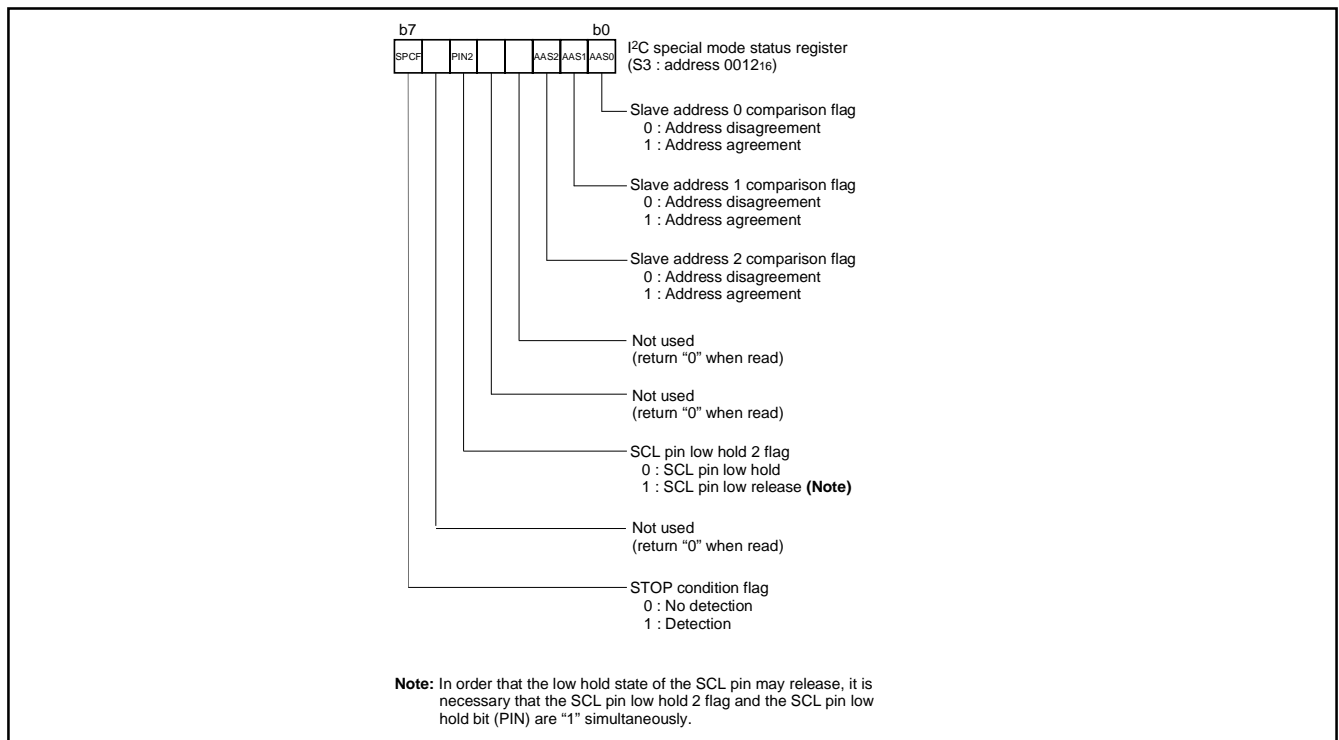 b7 b0
SPCF PIN2 AAS2 AAS1 AAS0
I2C special mode status register
(S3 : address 001216)
Slave address 0 comparison flag
0 : Address disagreement
1 : Address agreement
Slave address 1 comparison flag
0 : Address disagreement
1 : Address agreement
Slave address 2 comparison flag
0 : Address disagreement
1 : Address agreement
Not used
(return “0” when read)
Not used
(return “0” when read)
SCL pin low hold 2 flag
0 : SCL pin low hold
1 : SCL pin low release (Note)
Not used
(return “0” when read)
STOP condition flag
0 : No detection
1 : Detection
Note: In order that the low hold state of the SCL pin may release, it is
necessary that the SCL pin low hold 2 flag and the SCL pin low
hold bit (PIN) are “1” simultaneously.